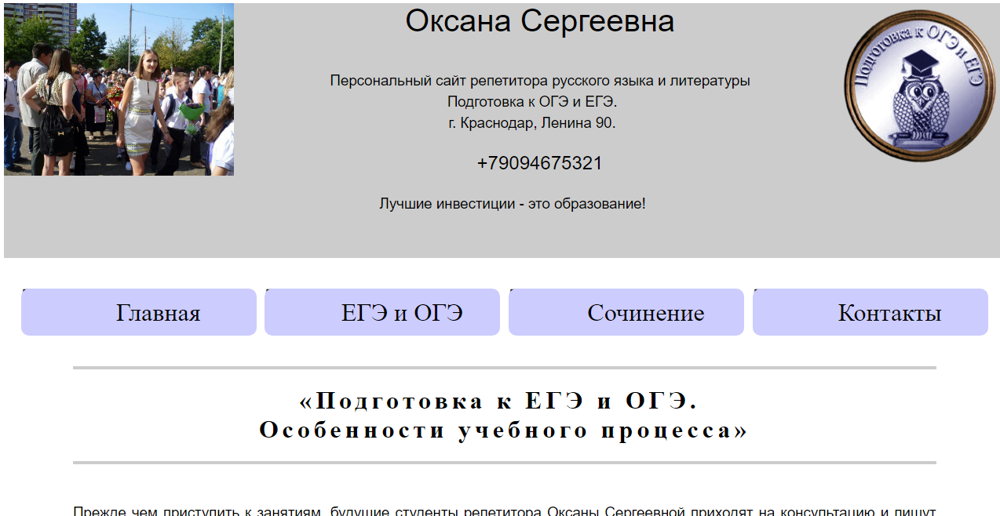 Оксана Сергеевна
Подготовка к ОГЭ и ЕГЭ
Персональный сайт репетитора русского языка и литературы
Подготовка к ОГЭ и ЕГЭ.
г. Краснодар, Ленина 90.
+79094675321
Лучшие инвестиции - это образование!
Главная
ЕГЭ и ОГЭ
Сочинение
Контакты
«Подготовка к ЕГЭ и ОГЭ.
Особенности учебного процесса»
Прежде чем приступить к занятиям, будущие студенты репетитора Оксаны Сергеевной приходят на консультацию и пишут